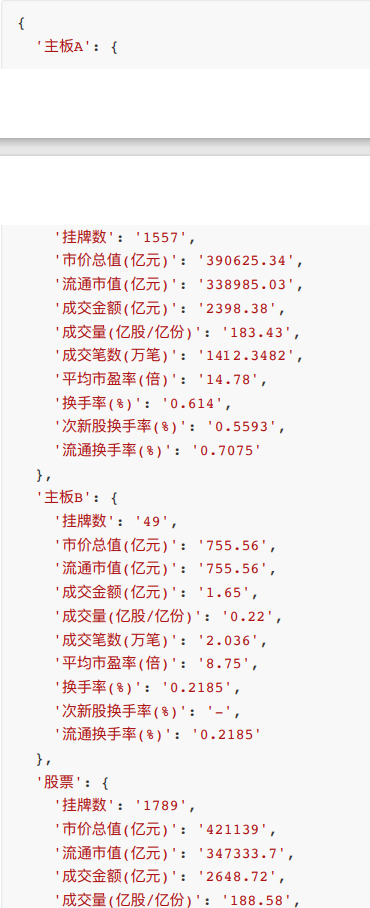 {
'主板A': {
'挂牌数': '1557',
'市价总值(亿元)': '390625.34',
'流通市值(亿元)': '338985.03',
'成交金额(亿元)': '2398.38',
'成交量(亿股/亿份)': '183.43',
'成交笔数(万笔)': '1412.3482',
'平均市盈率(倍)': '14.78',
'换手率(%)': '0.614',
'次新股换手率(%)': '0.5593',
'流通换手率(%)': '0.7075'
},
'主板B': {
'挂牌数': '49',
'市价总值(亿元)': '755.56',
'流通市值(亿元)': '755.56',
'成交金额(亿元)': '1.65',
'成交量(亿股/亿份)': '0.22',
'成交笔数(万笔)': '2.036',
'平均市盈率(倍)': '8.75',
'换手率(%)': '0.2185',
'次新股换手率(%)': '-',
'流通换手率(%)': '0.2185'
},
'股票': {
'挂牌数': '1789',
'市价总值(亿元)': '421139',
'流通市值(亿元)': '347333.7',
'成交金额(亿元)': '2648.72',
'成交量(亿股/亿份)': '188.58',